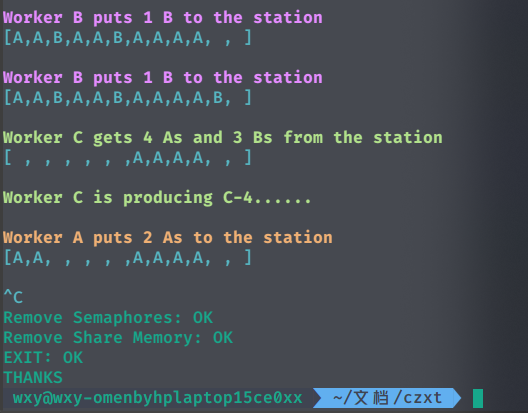 Worker B puts 1 B to the station
[A,A,B,A,A,B,A,A,A,A, , ]
Worker B puts 1 B to the station
[A,A,B,A,A,B,A,A,A,A,B, ]
Worker C gets 4 As and 3 Bs from the station
[ , , , , , ,A,A,A,A, , ]
Worker C is producing C-4......
Worker A puts 2 As to the station
[A,A, , , , ,A,A,A,A, , ]
^C
Remove Semaphores: OK
Remove Share Memory: OK
EXIT: OK
THANKS
wxy@wxy-omenbyhplaptop15ce0xx ~/文档/czxt